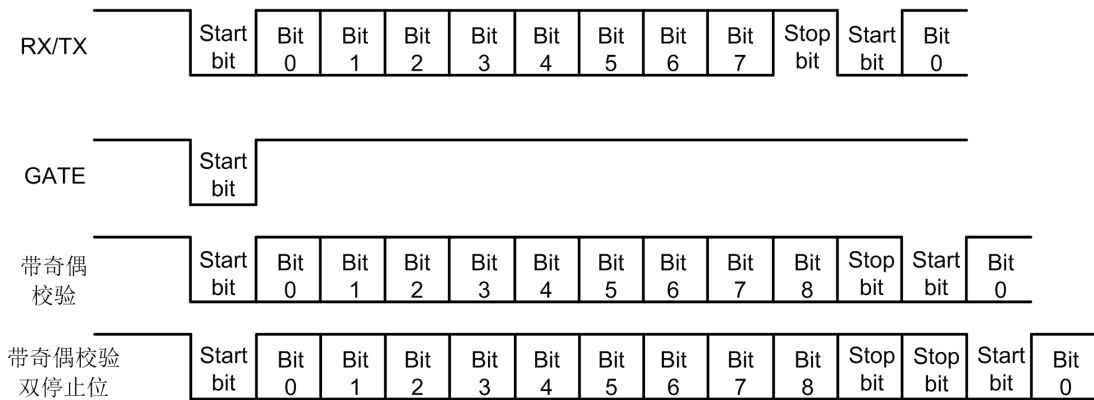 RX/TX
Start bit
Bit 0
Bit 1
Bit 2
Bit 3
Bit 4
Bit 5
Bit 6
Bit 7
Stop bit
Start bit
Bit 0
GATE
Start bit
带奇偶
校验
Start bit
Bit 0
Bit 1
Bit 2
Bit 3
Bit 4
Bit 5
Bit 6
Bit 7
Bit 8
Stop bit
Start bit
Bit 0
带奇偶校验
双停止位
Start bit
Bit 0
Bit 1
Bit 2
Bit 3
Bit 4
Bit 5
Bit 6
Bit 7
Bit 8
Stop bit
Stop bit
Start bit
Bit 0